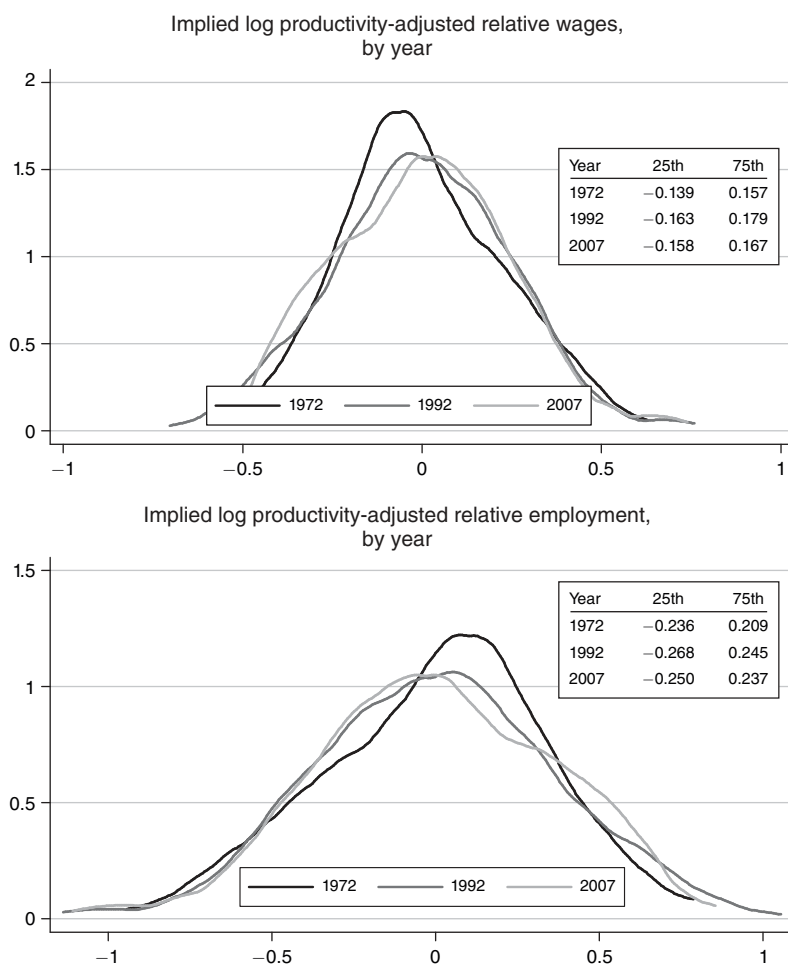 Implied log productivity-adjusted relative wages,
by year
2
1.5
1
0.5
0
Year 25th 75th
1972 −0.139 0.157
1992 −0.163 0.179
2007 −0.158 0.167
1972 1992 2007
−1 −0.5 0 0.5 1
Implied log productivity-adjusted relative employment,
by year
1.5
1
0.5
0
Year 25th 75th
1972 −0.236 0.209
1992 −0.268 0.245
2007 −0.250 0.237
1972 1992 2007
−1 −0.5 0 0.5 1